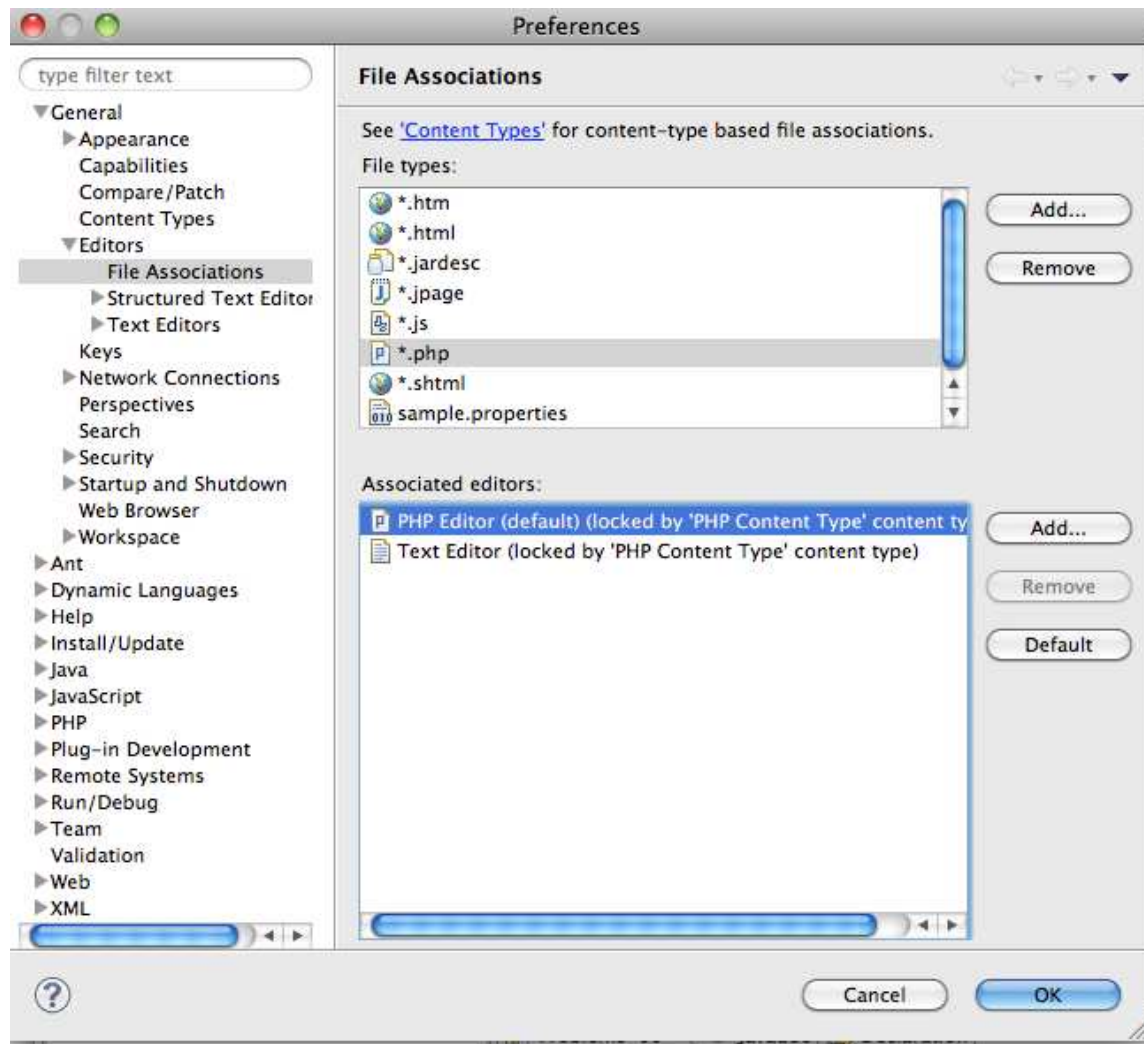 Preferences
type filter text
General
Appearance
Capabilities
Compare/Patch
Content Types
Editors
File Associations
Structured Text Editor
Text Editors
Keys
Network Connections
Perspectives
Search
Security
Startup and Shutdown
Web Browser
Workspace
Ant
Dynamic Languages
Help
Install/Update
Java
JavaScript
PHP
Plug-in Development
Remote Systems
Run/Debug
Team
Validation
Web
XML
File Associations
See 'Content Types' for content-type based file associations.
File types:
*.htm
*.html
*.jardesc
*.jpage
*.js
*.php
*.shtml
sample.properties
Add...
Remove
Associated editors:
PHP Editor (default) (locked by 'PHP Content Type' content ty
Text Editor (locked by 'PHP Content Type' content type)
Add...
Remove
Default
Cancel
OK